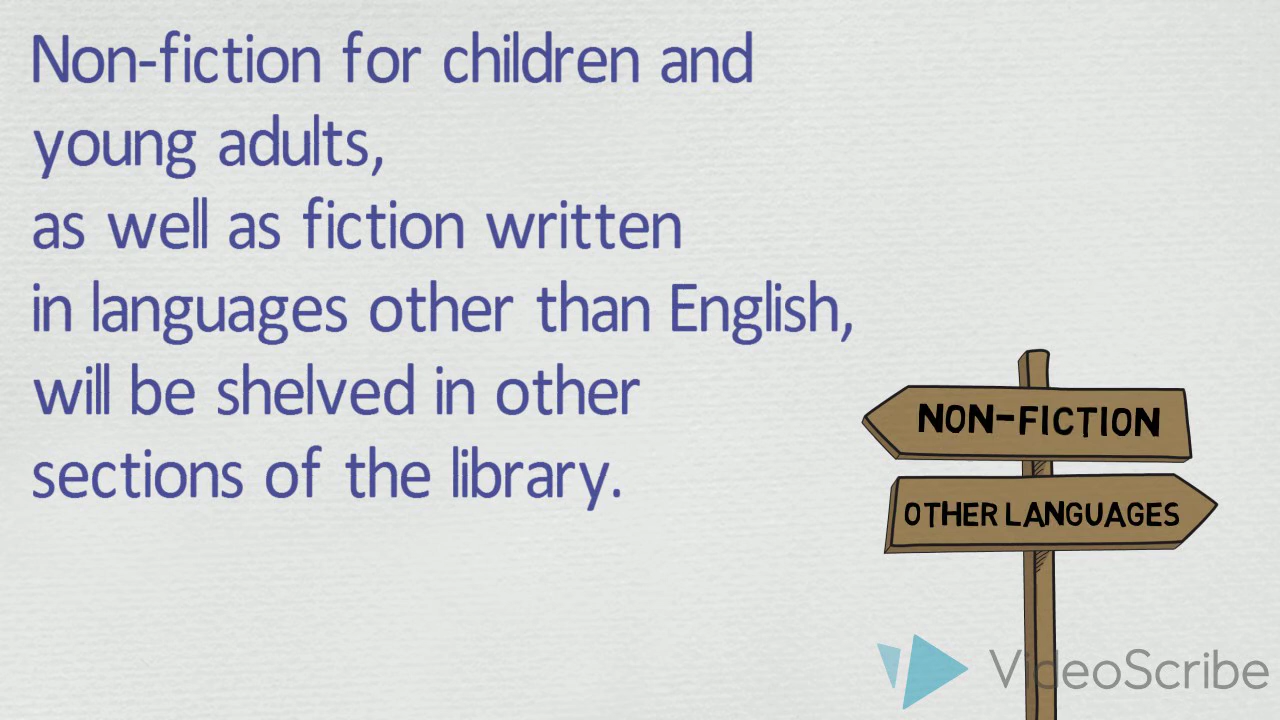 Non-fiction for children and
young adults,
as well as fiction written
in languages other than English,
will be shelved in other
sections of the library.
NON-FICTION
OTHER LANGUAGES
VideoScribe